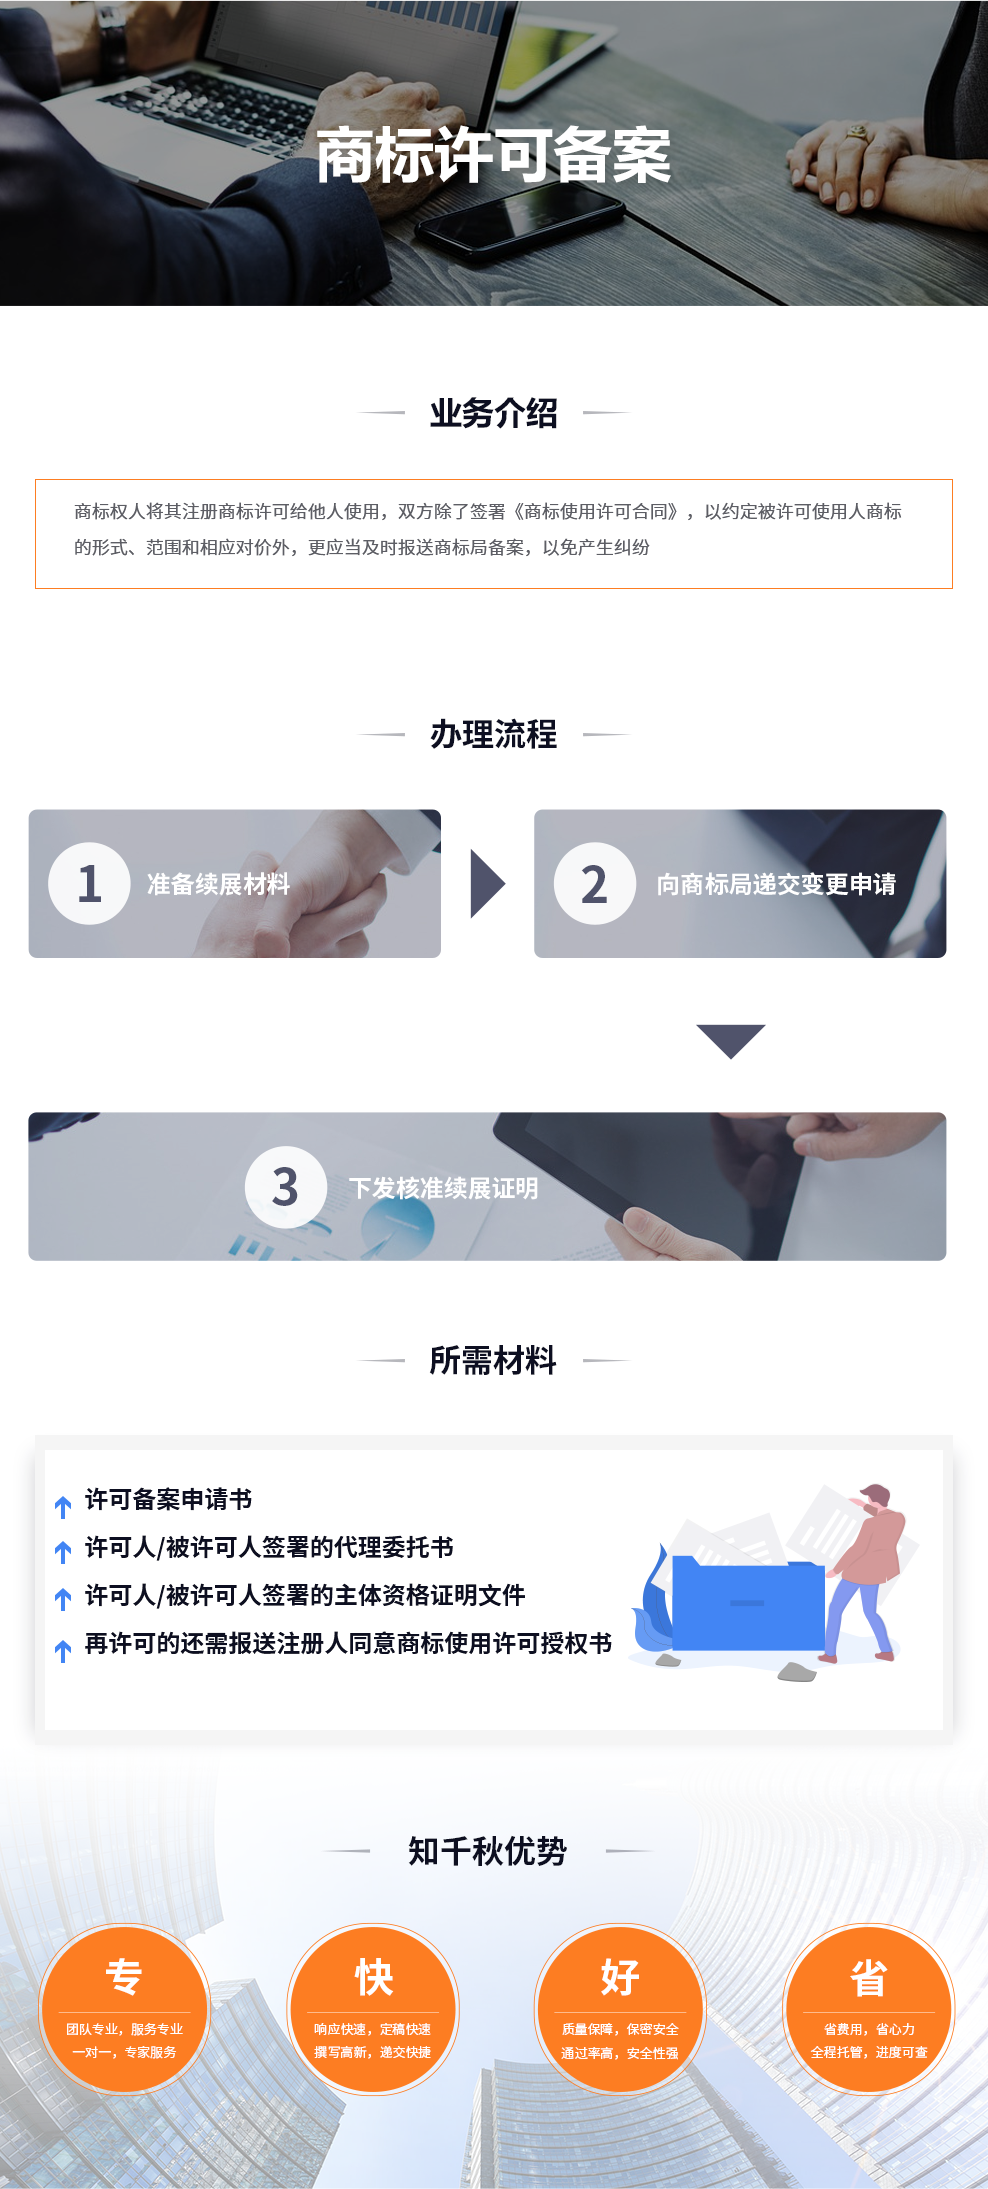 商标许可备案
业务介绍
商标权人将其注册商标许可给他人使用，双方除了签署《商标使用许可合同》，以约定被许可使用人商标
的形式、范围和相应对价外，更应当及时报送商标局备案，以免产生纠纷
办理流程
1 准备续展材料
2 向商标局递交变更申请
3 下发核准续展证明
所需材料
许可备案申请书
许可人/被许可人签署的代理委托书
许可人/被许可人签署的主体资格证明文件
再许可的还需报送注册人同意商标使用许可授权书
知千秋优势
专
团队专业，服务专业
一对一，专家服务
快
响应快速，定稿快速
撰写高新，递交快捷
好
质量保障，保密安全
通过率高，安全性强
省
省费用，省心力
全程托管，进度可查